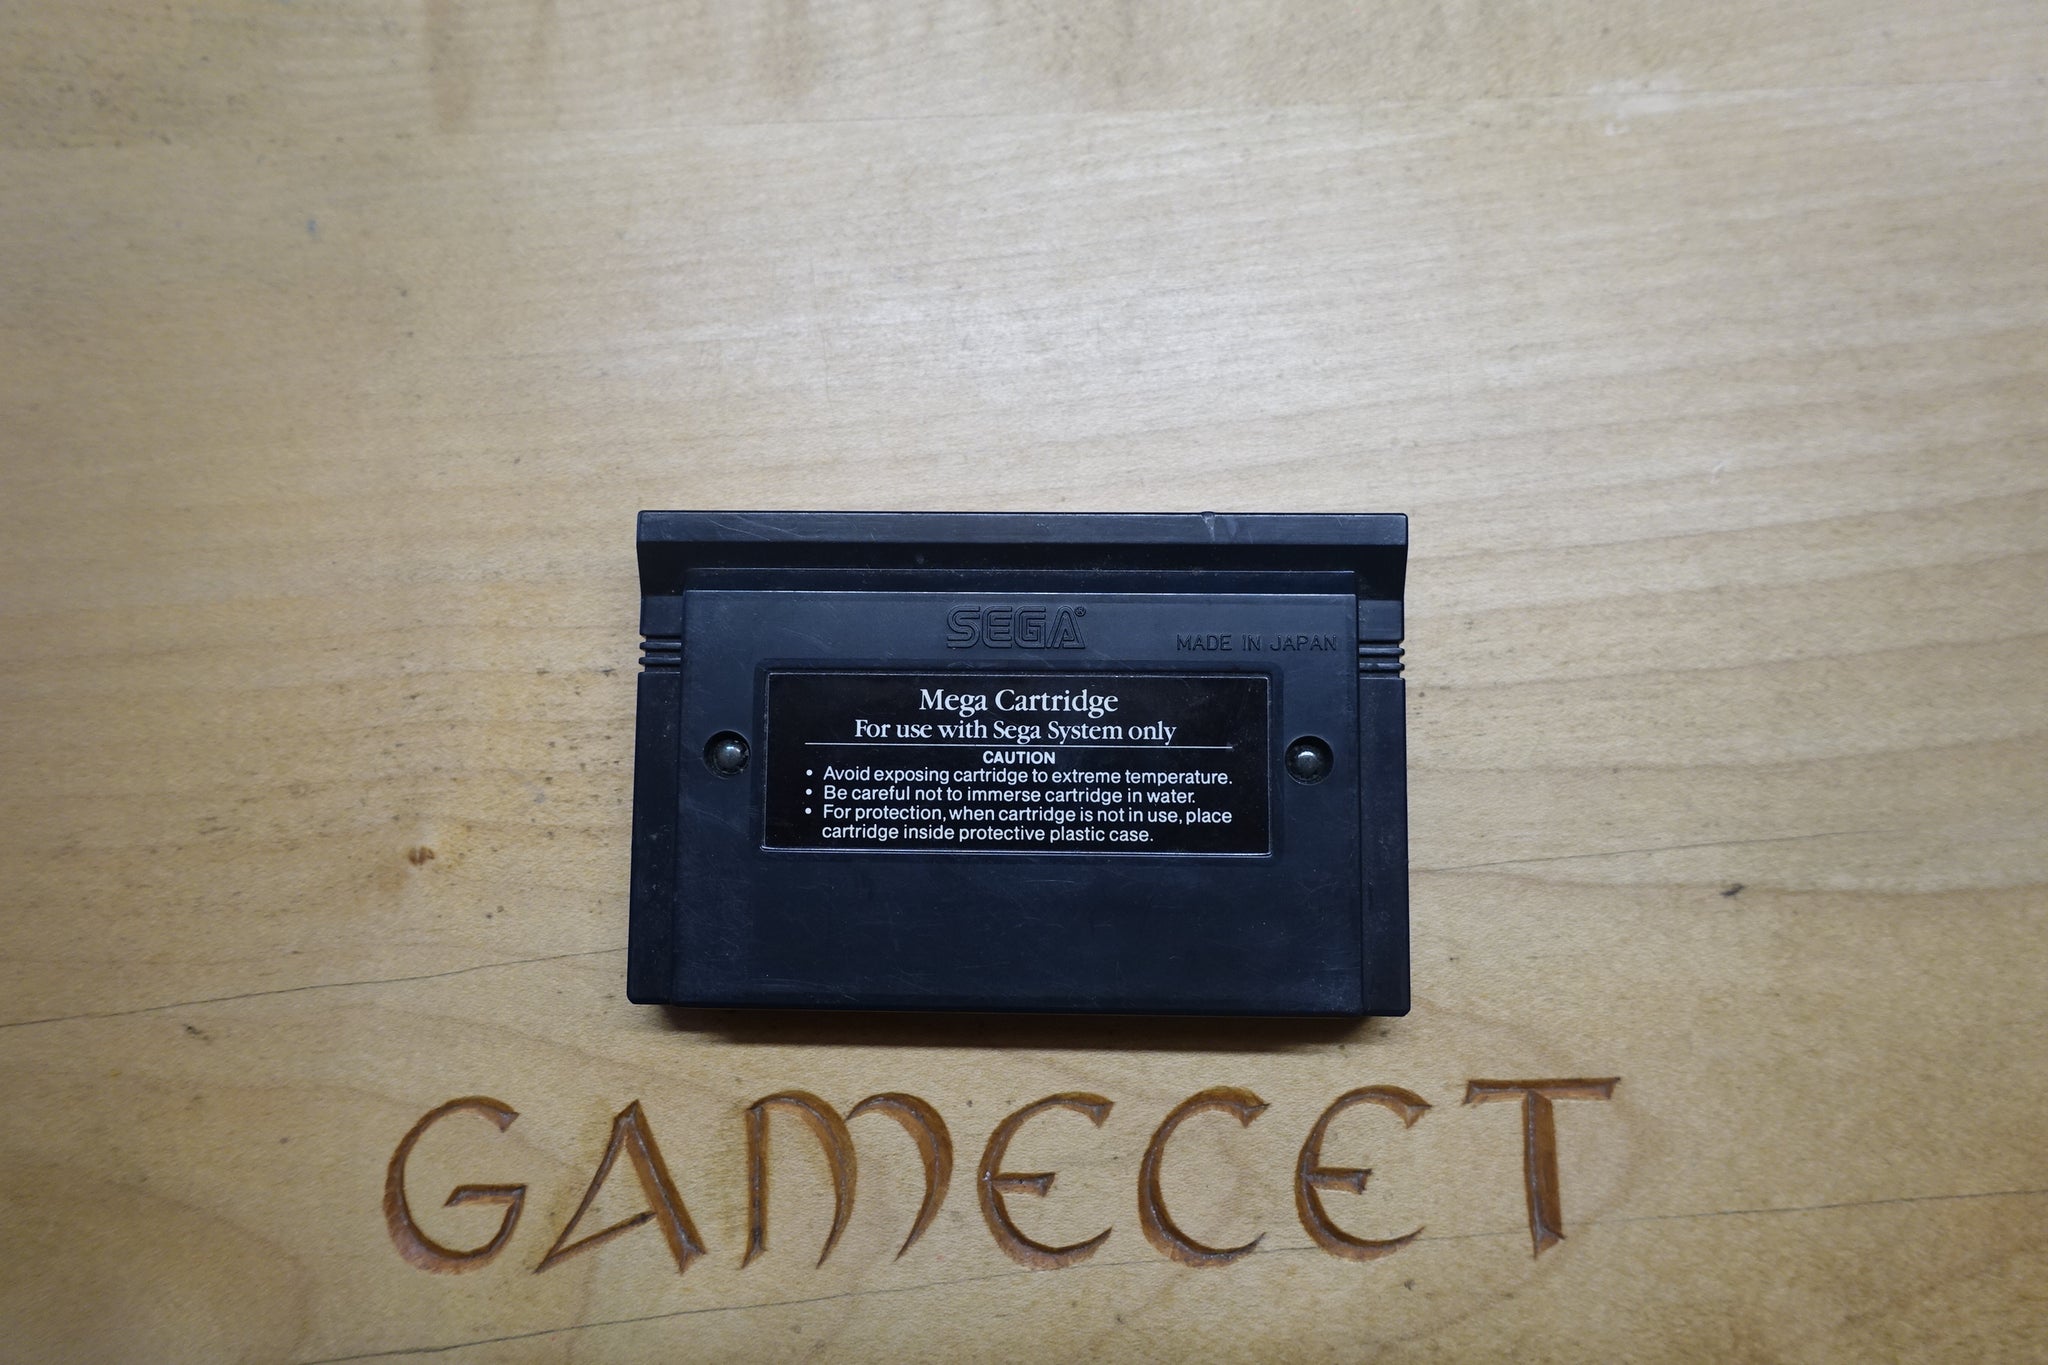 SEGA®
MADE IN JAPAN
Mega Cartridge
For use with Sega System only
CAUTION
• Avoid exposing cartridge to extreme temperature.
• Be careful not to immerse cartridge in water.
• For protection, when cartridge is not in use, place
cartridge inside protective plastic case.
GAMECET